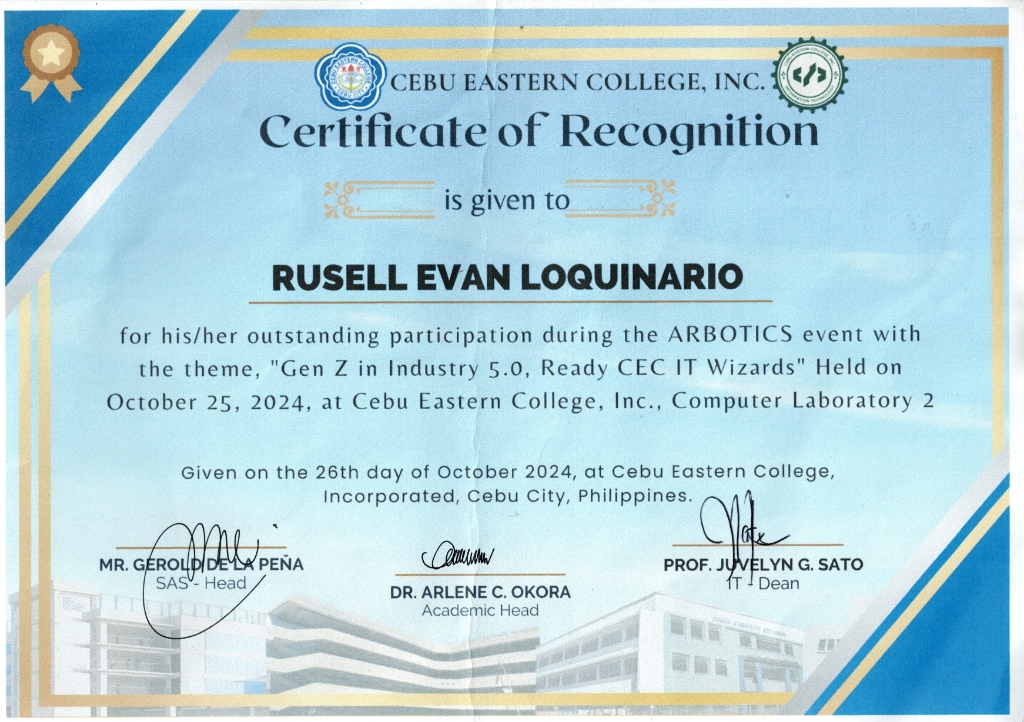 CEBU EASTERN COLLEGE, INC.
Certificate of Recognition
is given to
RUSELL EVAN LOQUINARIO
for his/her outstanding participation during the ARBOTICS event with
the theme, "Gen Z in Industry 5.0, Ready CEC IT Wizards" Held on
October 25, 2024, at Cebu Eastern College, Inc., Computer Laboratory 2
Given on the 26th day of October 2024, at Cebu Eastern College,
Incorporated, Cebu City, Philippines.
MR. GEROLD DE LA PEÑA
SAS - Head
DR. ARLENE C. OKORA
Academic Head
PROF. JUVELYN G. SATO
IT - Dean